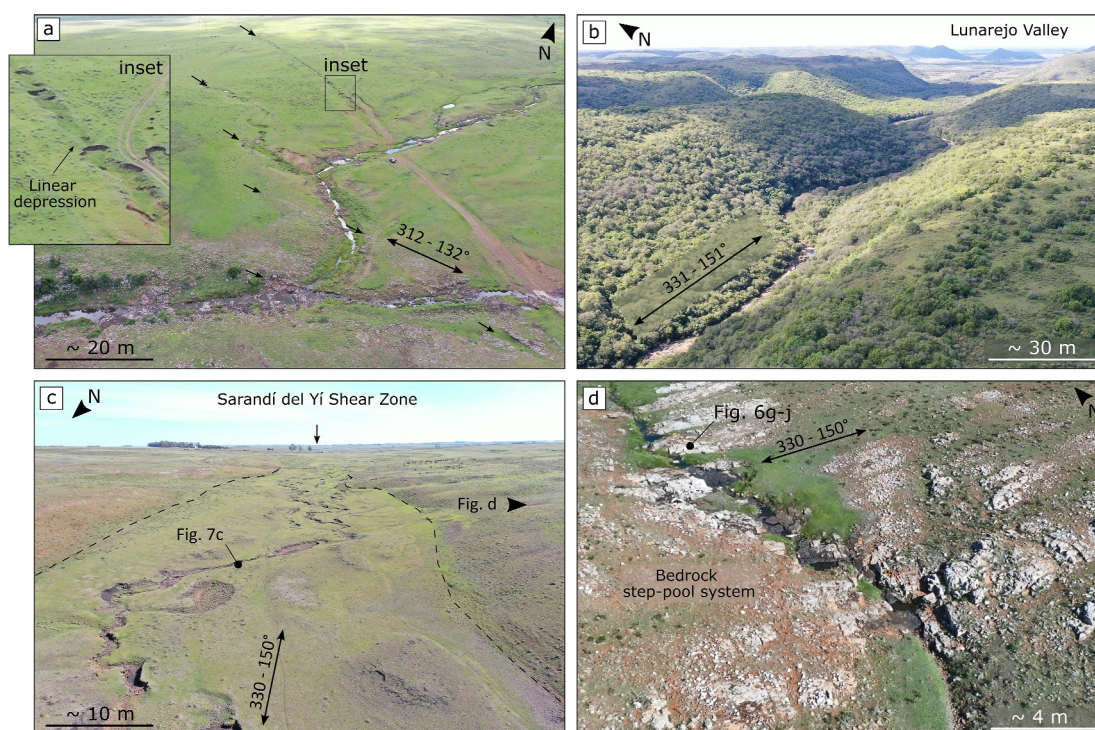 a
N
inset
inset
Linear
depression
312 - 132°
~ 20 m
b
N
Lunarejo Valley
331 - 151°
~ 30 m
c
N
Sarandí del Yí Shear Zone
Fig. d
Fig. 7c
330 - 150°
~ 10 m
d
Fig. 6g-j
N
330 - 150°
Bedrock
step-pool system
~ 4 m